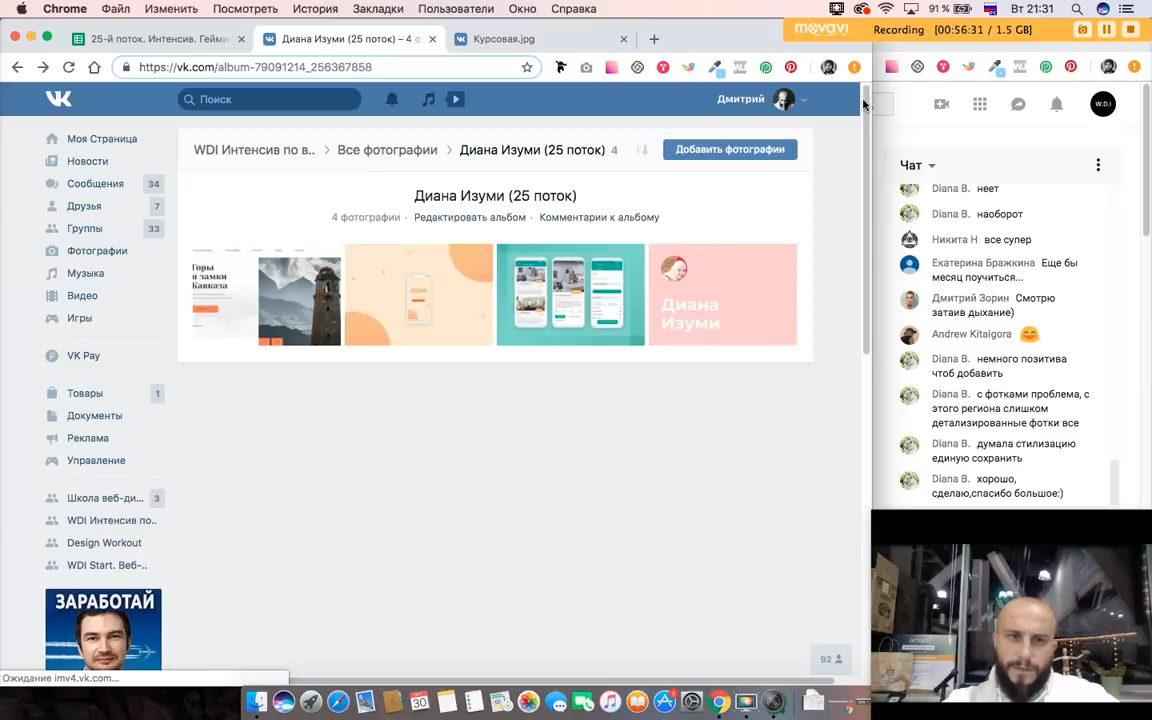 Chrome Файл Изменить Посмотреть История Закладки Пользователи Окно Справка 91 % Вт 21:31
25-й поток. Интенсив. Гейми
Диана Изуми (25 поток) – 4 ф
Курсовая.jpg
movavi
Recording [00:56:31 / 1.5 GB]
https://vk.com/album-79091214_256367858
Поиск
Дмитрий
W.D.I
Моя Страница
Новости
Сообщения 34
Друзья 7
Группы 33
Фотографии
Музыка
Видео
Игры
VK Pay
Товары 1
Документы
Реклама
Управление
Школа веб-ди... 3
WDI Интенсив по..
Design Workout
WDI Start. Веб-..
ЗАРАБОТАЙ
WDI Интенсив по в.. Все фотографии Диана Изуми (25 поток) 4
Добавить фотографии
Диана Изуми (25 поток)
4 фотографии · Редактировать альбом · Комментарии к альбому
Горы
и замки
Кавказа
Диана
Изуми
92
Ожидание imv4.vk.com...
Чат
Diana B. неет
Diana B. наоборот
Никита Н все супер
Екатерина Бражкина Еще бы
месяц поучиться...
Дмитрий Зорин Смотрю
затаив дыхание)
Andrew Kitaigora
Diana B. немного позитива
чтоб добавить
Diana B. с фотками проблема, с
этого региона слишком
детализированные фотки все
Diana B. думала стилизацию
единую сохранить
Diana B. хорошо,
сделаю,спасибо большое:)
30